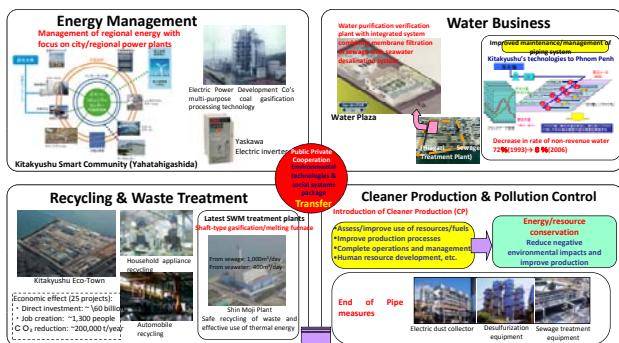 Energy Management
Management of regional energy with
focus on city/regional power plants
Electric Power Development Co's
multi-purpose coal gasification
processing technology
Yaskawa
Electric inverter
Kitakyushu Smart Community (Yahatahigashida)
Water Business
Water purification verification
plant with integrated system
combining membrane filtration
of sewage with seawater
desalination system
Water Plaza
(Hiagari Sewage
Treatment Plant)
Improved maintenance/management of
piping system
Kitakyushu's technologies to Phnom Penh
Decrease in rate of non-revenue water
72%(1993)→ 8%(2006)
Public Private
Cooperation
Environmental
technologies &
social systems
package
Transfer
Recycling & Waste Treatment
Kitakyushu Eco-Town
Household appliance
recycling
Automobile
recycling
Economic effect (25 projects):
• Direct investment: ~ \60 billion
• Job creation: ~1,300 people
CO₂ reduction: ~200,000 t/year
Latest SWM treatment plants
Shaft-type gasification/melting furnace
From sewage: 1,000m³/day
From seawater: 400m³/day
Shin Moji Plant
Safe recycling of waste and
effective use of thermal energy
Cleaner Production & Pollution Control
Introduction of Cleaner Production (CP)
•Assess/improve use of resources/fuels
•Improve production processes
•Complete operations and management
•Human resource development, etc.
Energy/resource
conservation
Reduce negative
environmental impacts and
improve production
End of Pipe
measures
Electric dust collector
Desulfurization
equipment
Sewage treatment
equipment